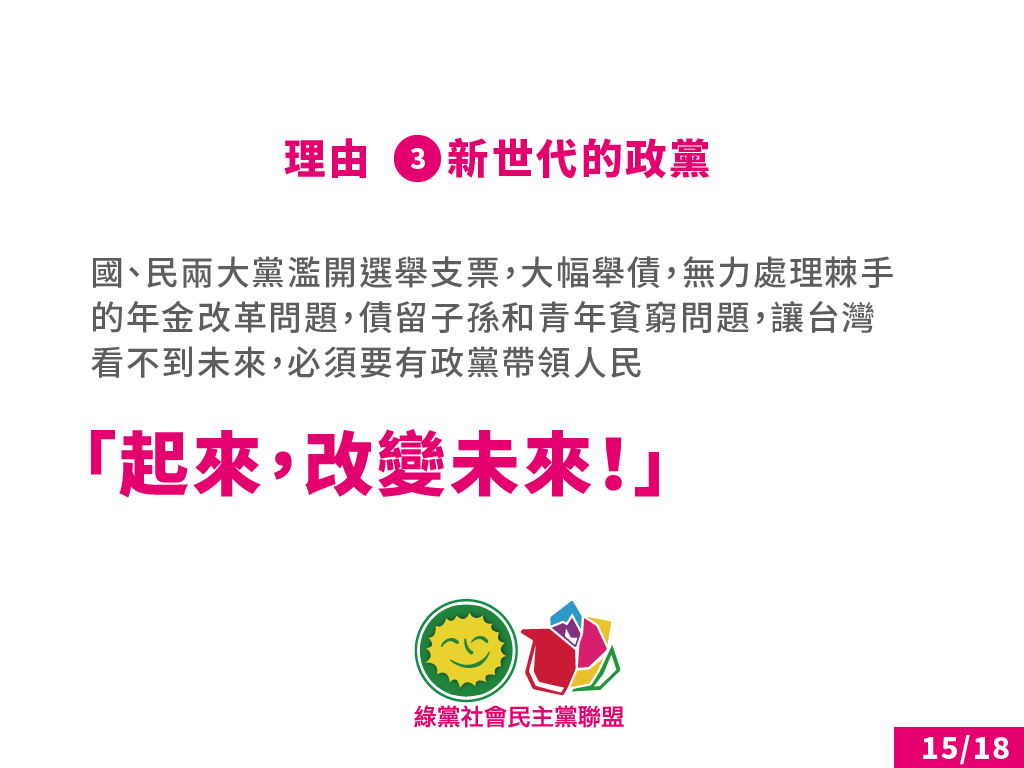 理由 3新世代的政黨
國、民兩大黨濫開選舉支票，大幅舉債，無力處理棘手
的年金改革問題，債留子孫和青年貧窮問題，讓台灣
看不到未來，必須要有政黨帶領人民
「起來，改變未來！」
綠黨社會民主黨聯盟
15/18